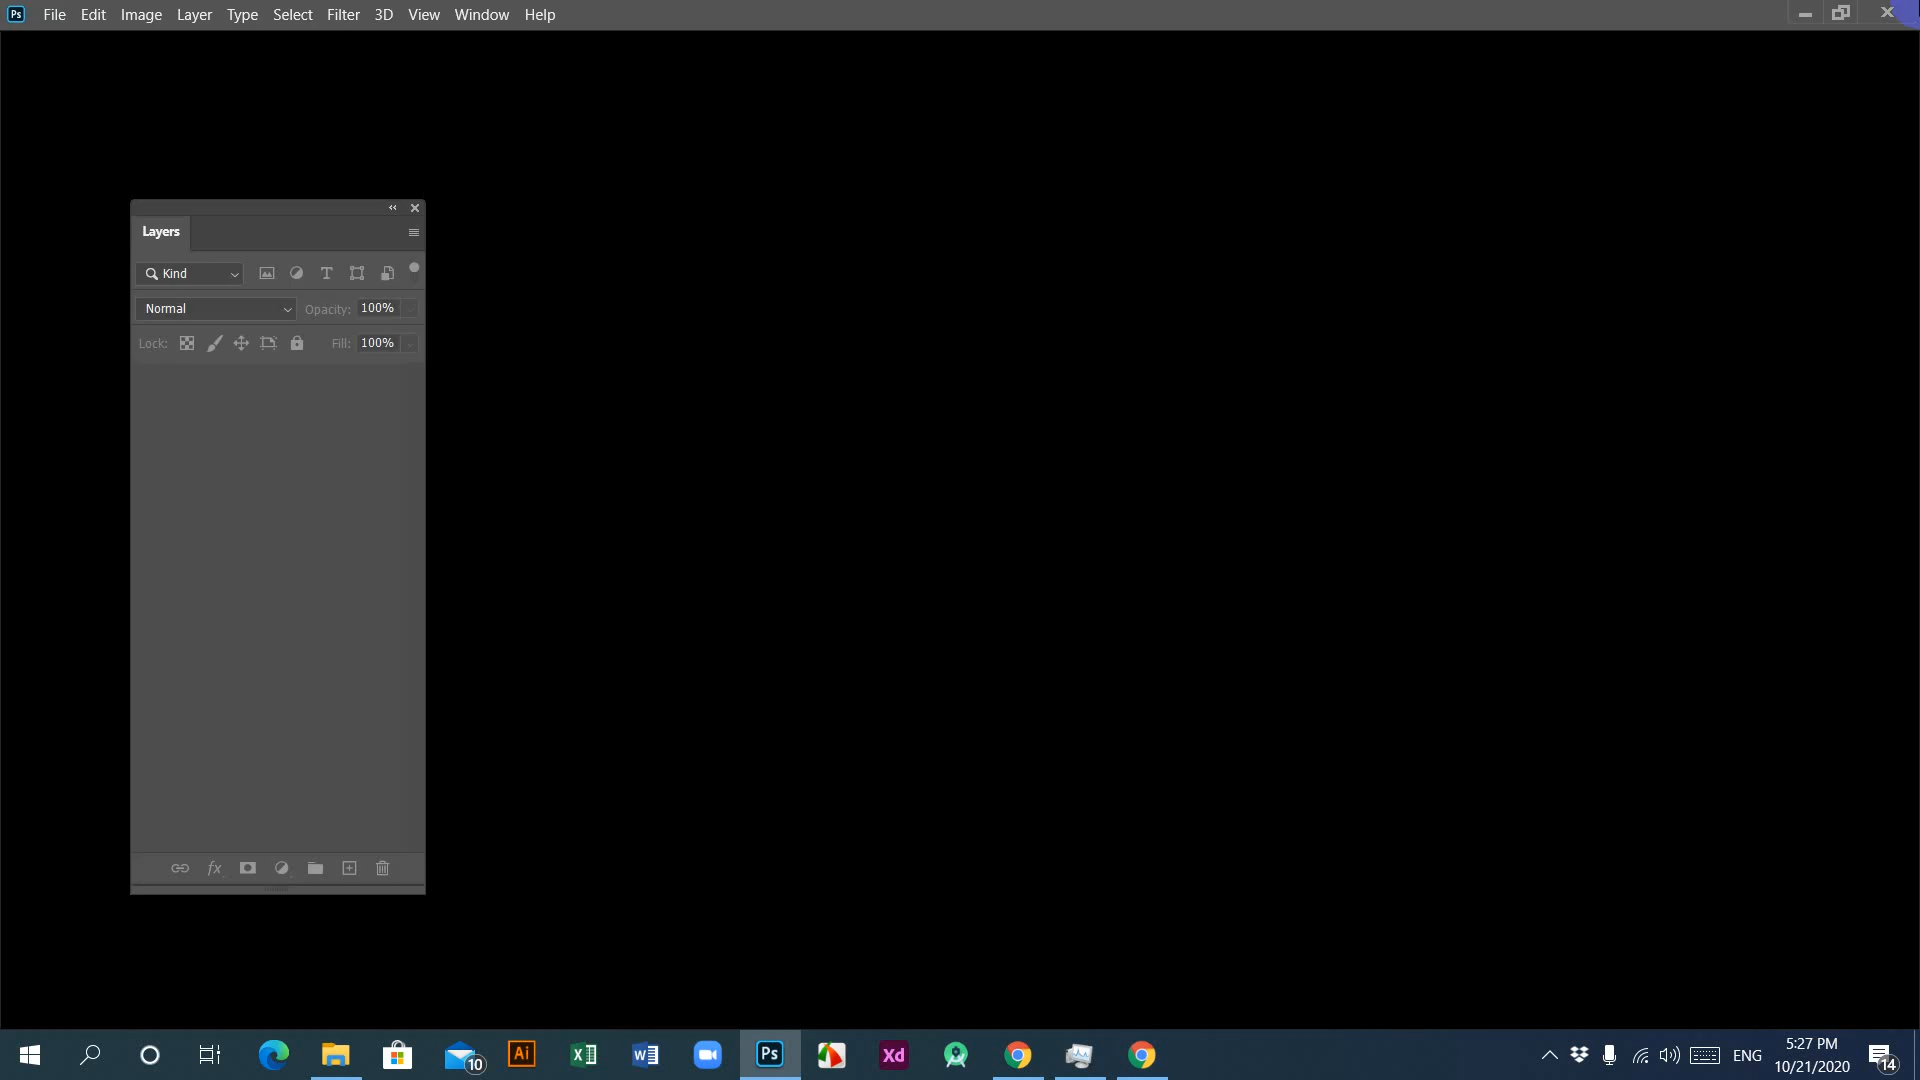 Ps File Edit Image Layer Type Select Filter 3D View Window Help
Layers
Kind
Normal Opacity: 100%
Lock: Fill: 100%
fx
10 Ai Ps Xd ENG 5:27 PM
10/21/2020 14